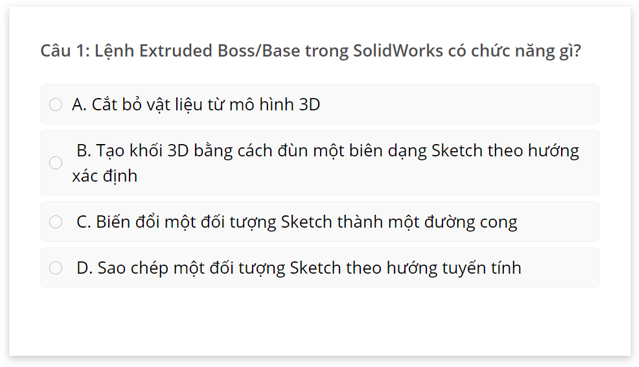 Câu 1: Lệnh Extruded Boss/Base trong SolidWorks có chức năng gì?
A. Cắt bỏ vật liệu từ mô hình 3D
B. Tạo khối 3D bằng cách đùn một biên dạng Sketch theo hướng
xác định
C. Biến đổi một đối tượng Sketch thành một đường cong
D. Sao chép một đối tượng Sketch theo hướng tuyến tính